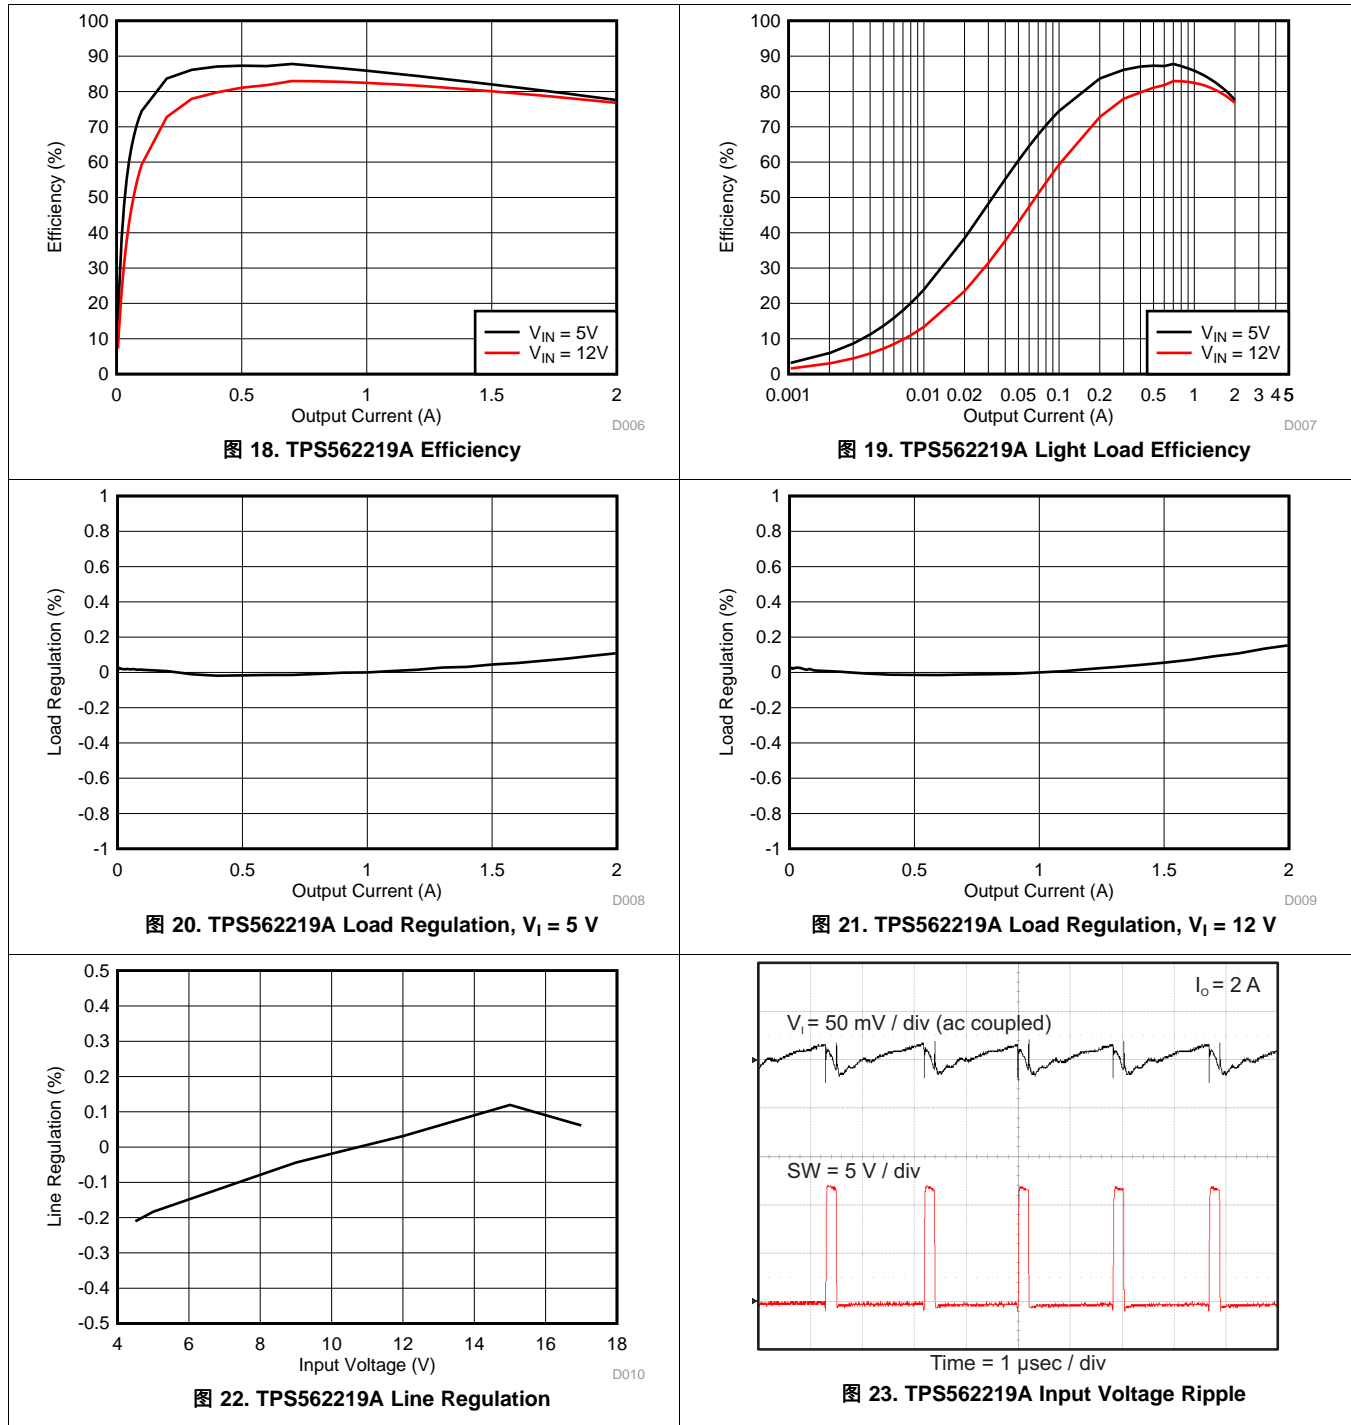 100
90
80
70
60
50
40
30
20
10
0
Efficiency (%)
0 0.5 1 1.5 2
Output Current (A)
V_IN = 5V
V_IN = 12V
D006
图 18. TPS562219A Efficiency
100
90
80
70
60
50
40
30
20
10
0
Efficiency (%)
0.001 0.01 0.02 0.05 0.1 0.2 0.5 1 2 3 4 5
Output Current (A)
V_IN = 5V
V_IN = 12V
D007
图 19. TPS562219A Light Load Efficiency
1
0.8
0.6
0.4
0.2
0
-0.2
-0.4
-0.6
-0.8
-1
Load Regulation (%)
0 0.5 1 1.5 2
Output Current (A)
D008
图 20. TPS562219A Load Regulation, V_I = 5 V
1
0.8
0.6
0.4
0.2
0
-0.2
-0.4
-0.6
-0.8
-1
Load Regulation (%)
0 0.5 1 1.5 2
Output Current (A)
D009
图 21. TPS562219A Load Regulation, V_I = 12 V
0.5
0.4
0.3
0.2
0.1
0
-0.1
-0.2
-0.3
-0.4
-0.5
Line Regulation (%)
4 6 8 10 12 14 16 18
Input Voltage (V)
D010
图 22. TPS562219A Line Regulation
I_O = 2 A
V_I = 50 mV / div (ac coupled)
SW = 5 V / div
Time = 1 µsec / div
图 23. TPS562219A Input Voltage Ripple